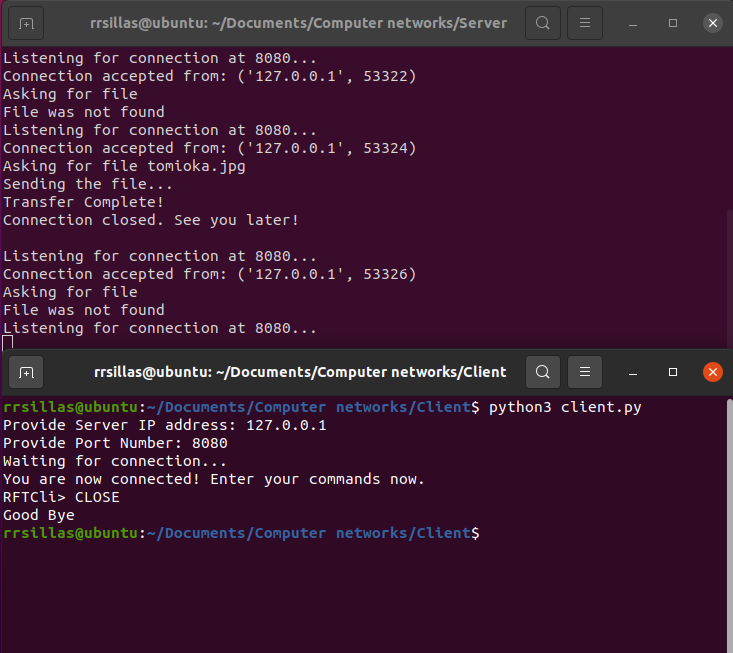 rrsillas@ubuntu: ~/Documents/Computer networks/Server
Listening for connection at 8080...
Connection accepted from: ('127.0.0.1', 53322)
Asking for file
File was not found
Listening for connection at 8080...
Connection accepted from: ('127.0.0.1', 53324)
Asking for file tomioka.jpg
Sending the file...
Transfer Complete!
Connection closed. See you later!
Listening for connection at 8080...
Connection accepted from: ('127.0.0.1', 53326)
Asking for file
File was not found
Listening for connection at 8080...
rrsillas@ubuntu: ~/Documents/Computer networks/Client
rrsillas@ubuntu:~/Documents/Computer networks/Client$ python3 client.py
Provide Server IP address: 127.0.0.1
Provide Port Number: 8080
Waiting for connection...
You are now connected! Enter your commands now.
RFTCli> CLOSE
Good Bye
rrsillas@ubuntu:~/Documents/Computer networks/Client$